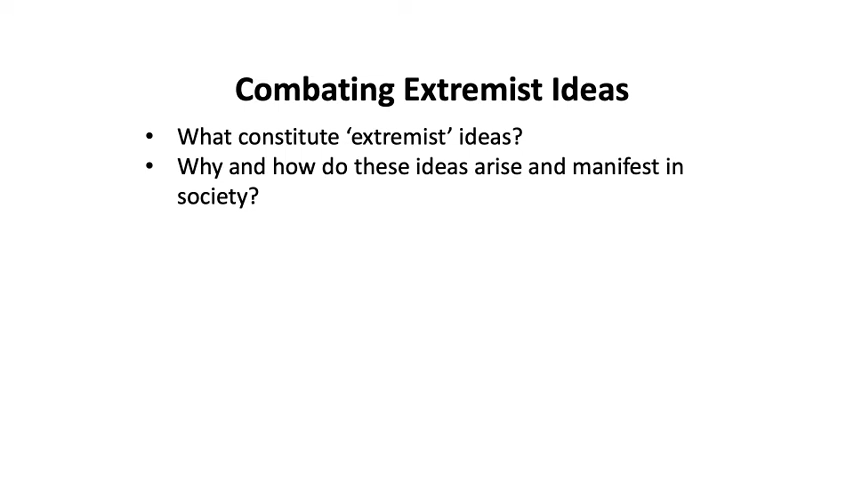 Combating Extremist Ideas
• What constitute ‘extremist’ ideas?
• Why and how do these ideas arise and manifest in
society?